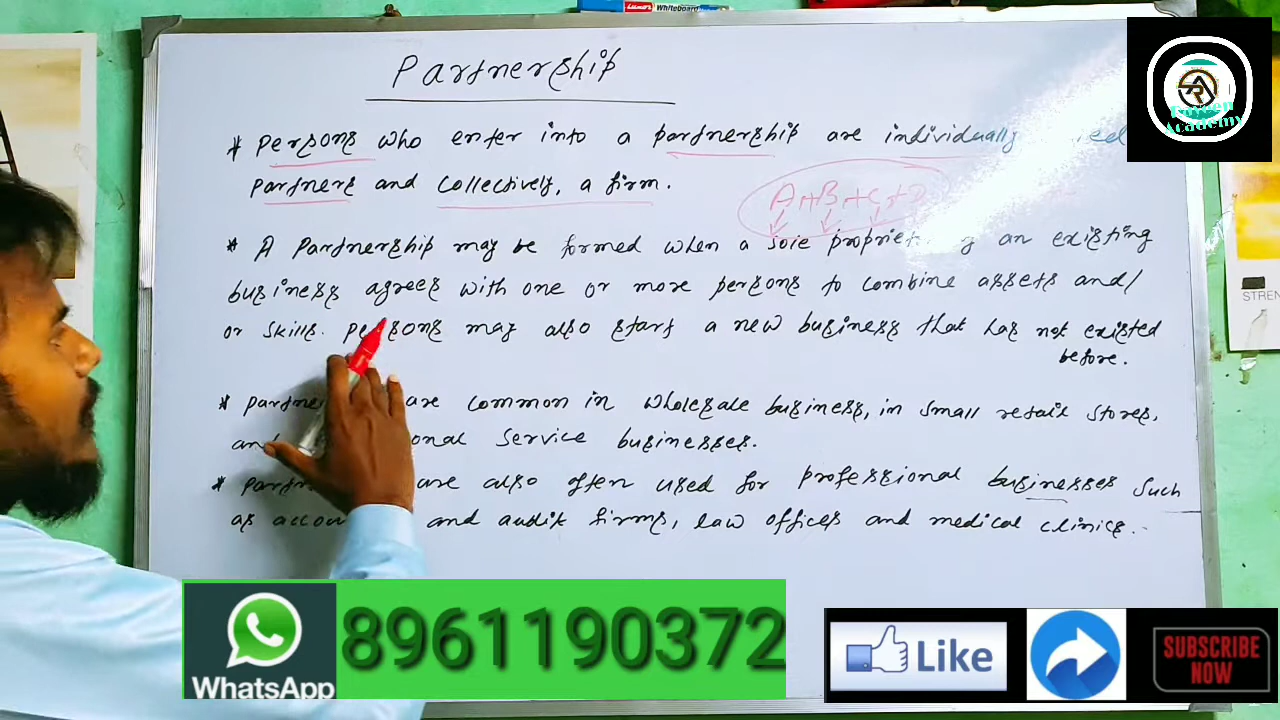 Luxor Whiteboard
Partnership
Academy
* Persons who enter into a partnership are individually
partners and collectively, a firm.
A + B + C + D
* A partnership may be formed when a sole an existing
business agrees with one or more persons to combine assets and/
or skills. persons may also start a new business that has not existed
before.
STREN
* are common in wholesale business, in small retail stores,
service businesses.
* are also often used for professional businesses such
as and audit firms, law offices and medical clinics.
WhatsApp
8961190372
Like
SUBSCRIBE
NOW